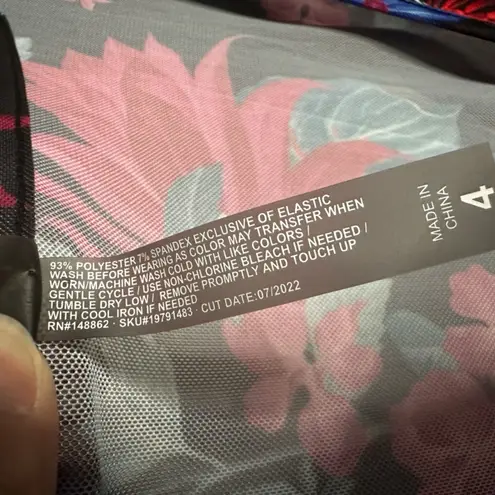 93% POLYESTER 7% SPANDEX EXCLUSIVE OF ELASTIC
WASH BEFORE WEARING AS COLOR MAY TRANSFER WHEN
WORN/MACHINE WASH COLD WITH LIKE COLORS /
GENTLE CYCLE / USE NON-CHLORINE BLEACH IF NEEDED /
TUMBLE DRY LOW / REMOVE PROMPTLY AND TOUCH UP
WITH COOL IRON IF NEEDED
RN#148862 · SKU#19791483 · CUT DATE:07/2022
MADE IN
CHINA
4